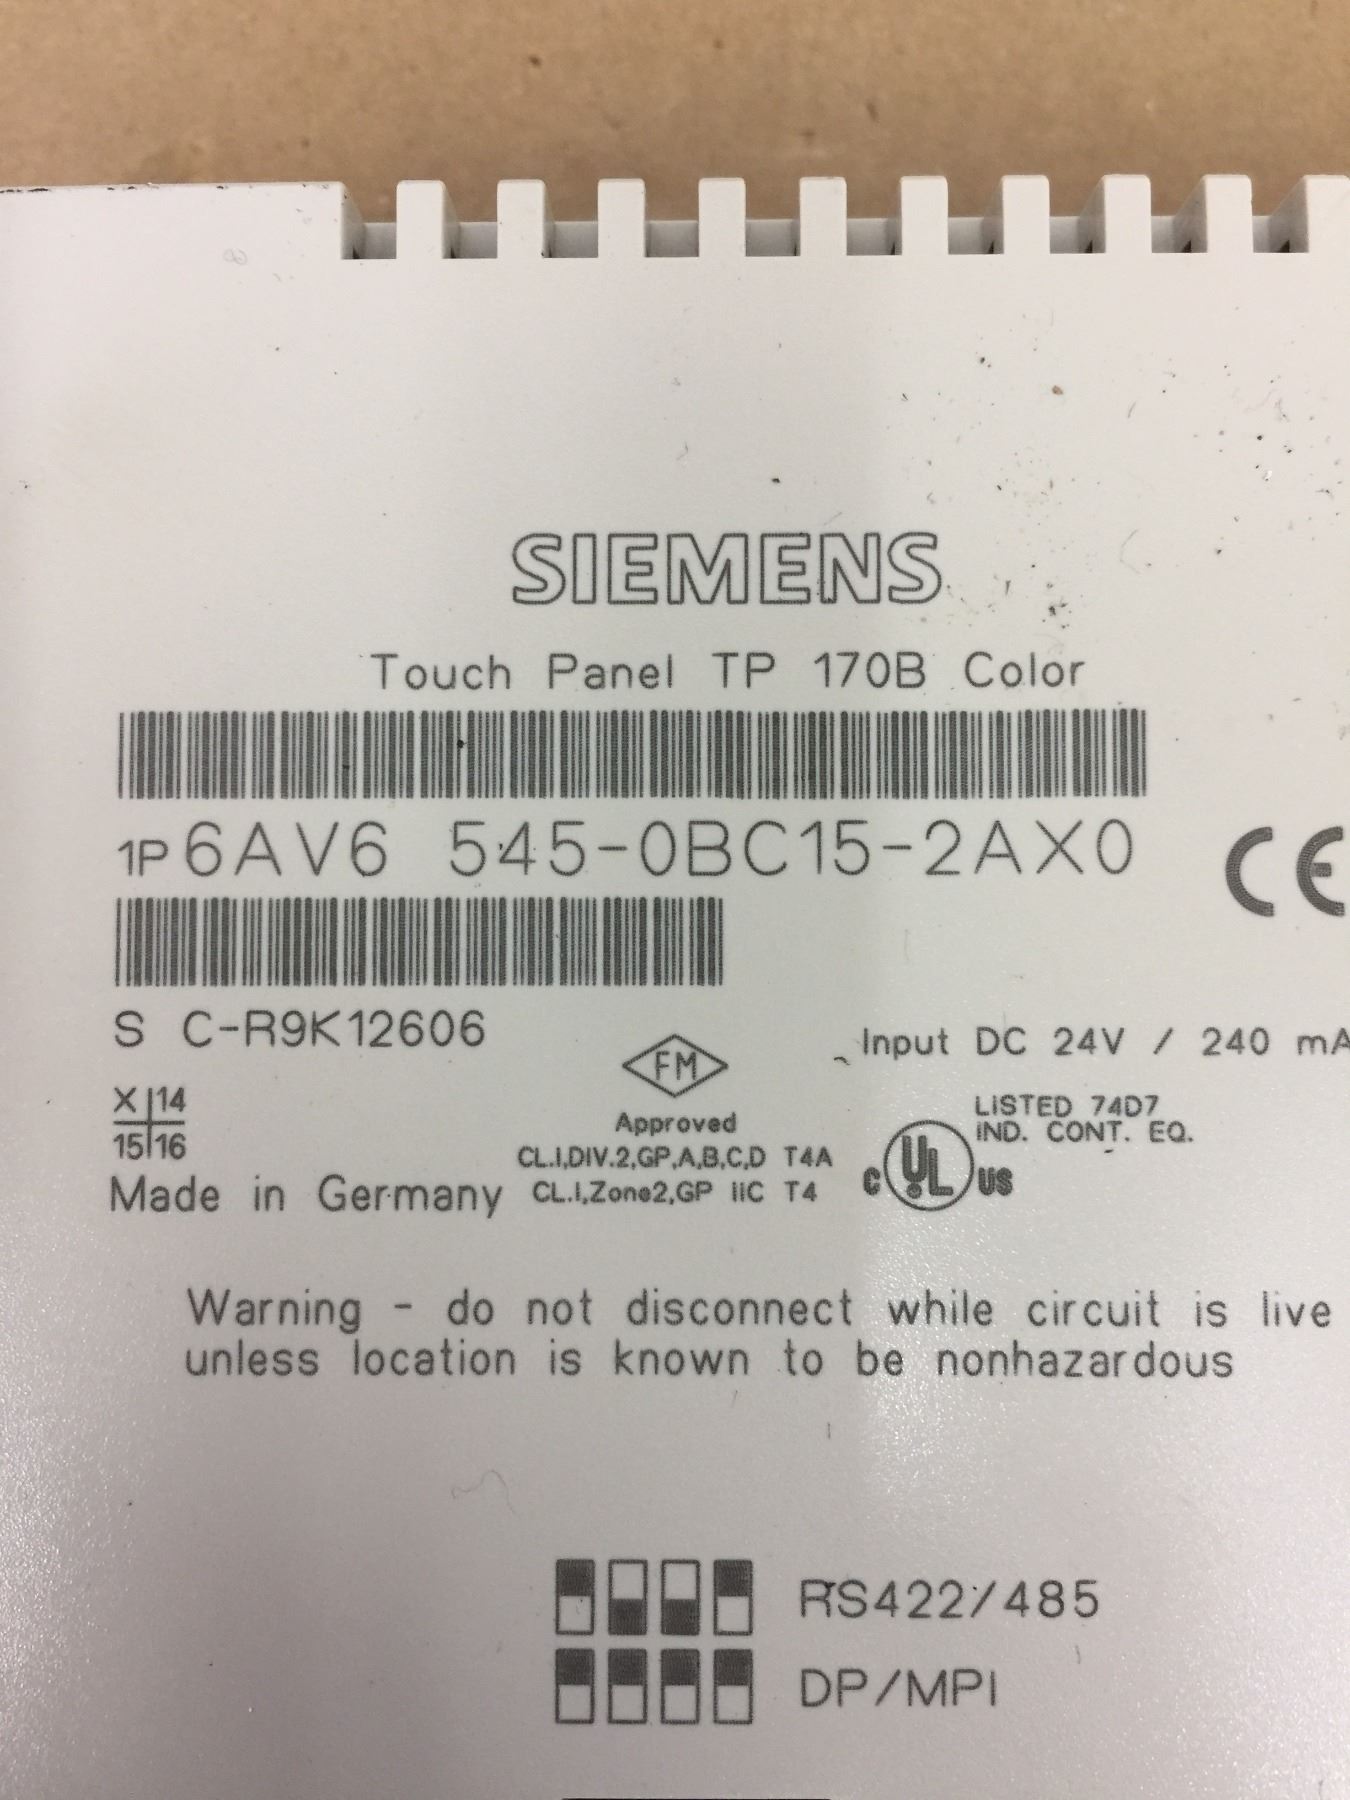 SIEMENS
Touch Panel TP 170B Color
1P 6AV6 545-0BC15-2AX0
CE
S C-R9K12606
Input DC 24V / 240 mA
FM
X 14
15 16
Approved
CL.I,DIV.2,GP,A,B,C,D T4A
CL.I,Zone2,GP IIC T4
LISTED 74D7
IND. CONT. EQ.
C UL US
Made in Germany
Warning - do not disconnect while circuit is live
unless location is known to be nonhazardous
RS422/485
DP/MPI